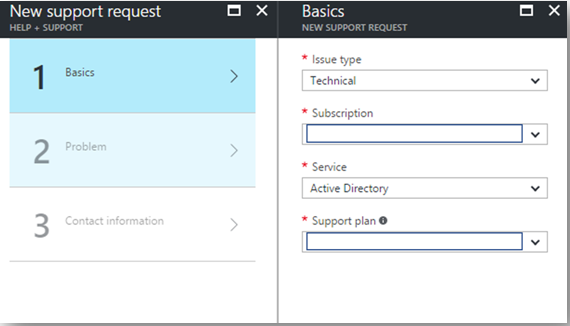 New support request
HELP + SUPPORT
1 Basics
2 Problem
3 Contact information
Basics
NEW SUPPORT REQUEST
* Issue type
Technical
* Subscription
* Service
Active Directory
* Support plan